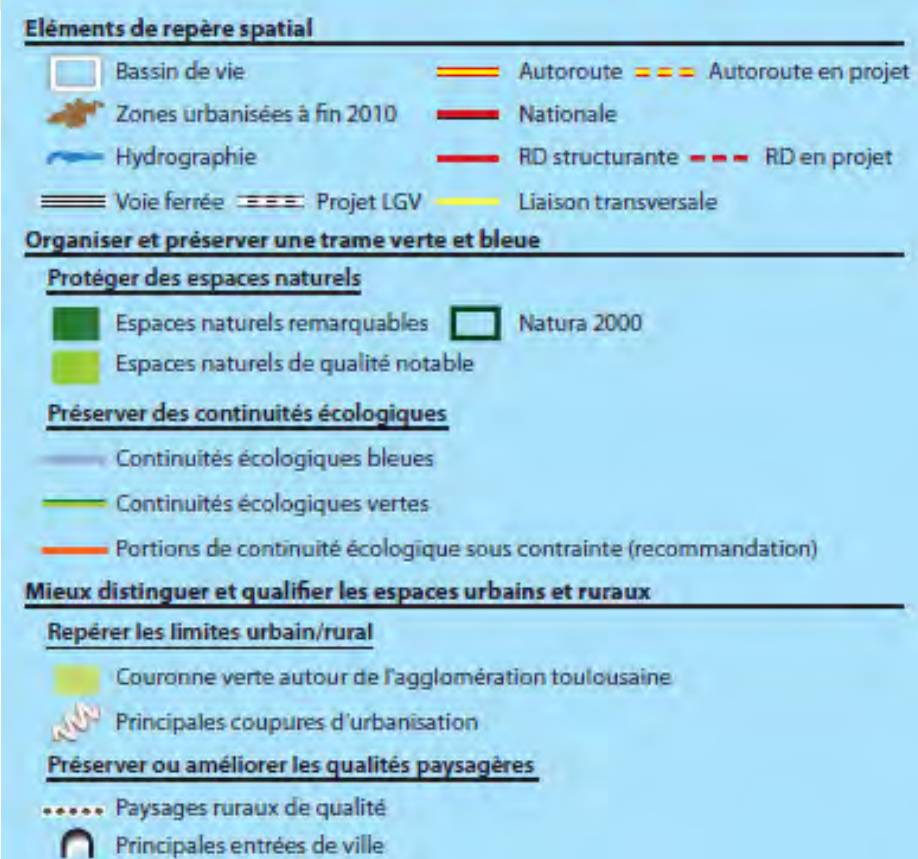 Eléments de repère spatial
Bassin de vie Autoroute Autoroute en projet
Zones urbanisées à fin 2010 Nationale
Hydrographie RD structurante RD en projet
Voie ferrée Projet LGV Liaison transversale
Organiser et préserver une trame verte et bleue
Protéger des espaces naturels
Espaces naturels remarquables Natura 2000
Espaces naturels de qualité notable
Préserver des continuités écologiques
Continuités écologiques bleues
Continuités écologiques vertes
Portions de continuité écologique sous contrainte (recommandation)
Mieux distinguer et qualifier les espaces urbains et ruraux
Repérer les limites urbain/rural
Couronne verte autour de l'agglomération toulousaine
Principales coupures d'urbanisation
Préserver ou améliorer les qualités paysagères
Paysages ruraux de qualité
Principales entrées de ville